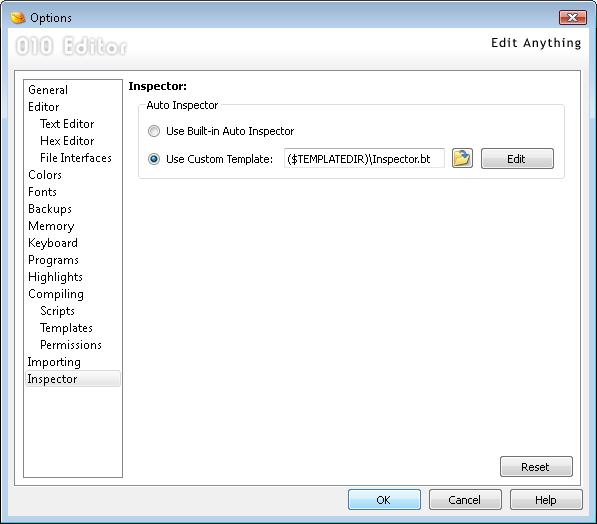 Options
010 Editor
Edit Anything
General
Editor
Text Editor
Hex Editor
File Interfaces
Colors
Fonts
Backups
Memory
Keyboard
Programs
Highlights
Compiling
Scripts
Templates
Permissions
Importing
Inspector
Inspector:
Auto Inspector
Use Built-in Auto Inspector
Use Custom Template: ($TEMPLATEDIR)\Inspector.bt Edit
Reset
OK Cancel Help